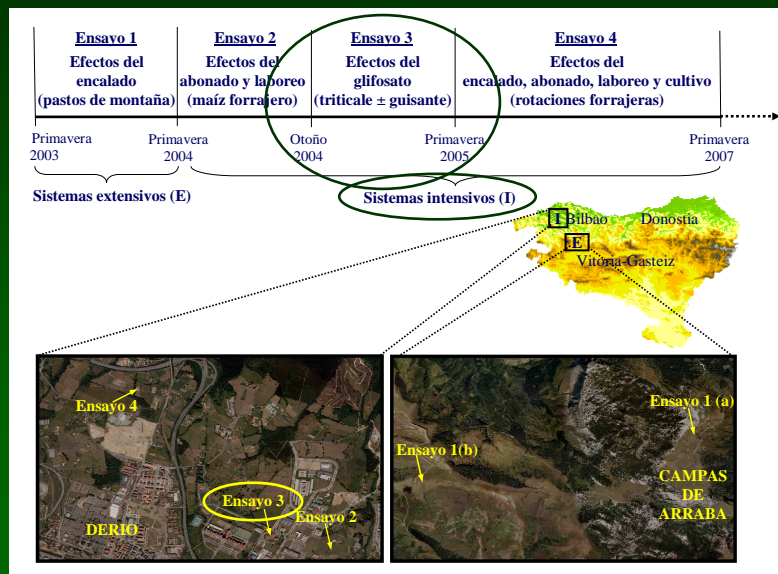 Ensayo 1
Efectos del
encalado
(pastos de montaña)
Ensayo 2
Efectos del
abonado y laboreo
(maíz forrajero)
Ensayo 3
Efectos del
glifosato
(triticale ± guisante)
Ensayo 4
Efectos del
encalado, abonado, laboreo y cultivo
(rotaciones forrajeras)
Primavera
2003
Primavera
2004
Otoño
2004
Primavera
2005
Primavera
2007
Sistemas extensivos (E)
Sistemas intensivos (I)
I Bilbao
Donostia
E
Vitoria-Gasteiz
Ensayo 4
Ensayo 3
Ensayo 2
DERIO
Ensayo 1 (a)
Ensayo 1(b)
CAMPAS
DE
ARRABA